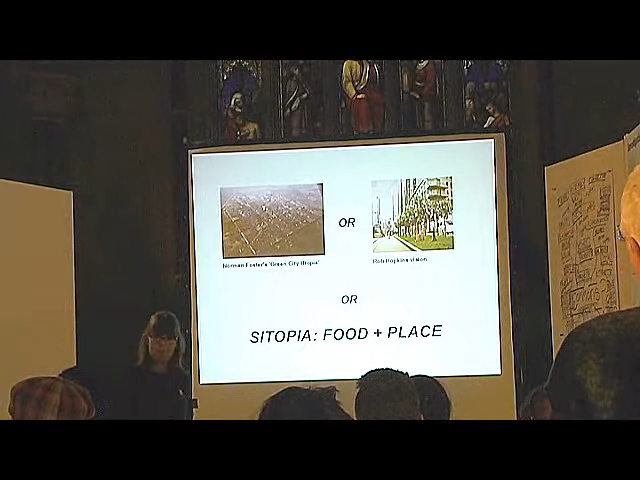 OR
Norman Foster's 'Green City Utopia'
Rob Hopkins vision
OR
SITOPIA: FOOD + PLACE